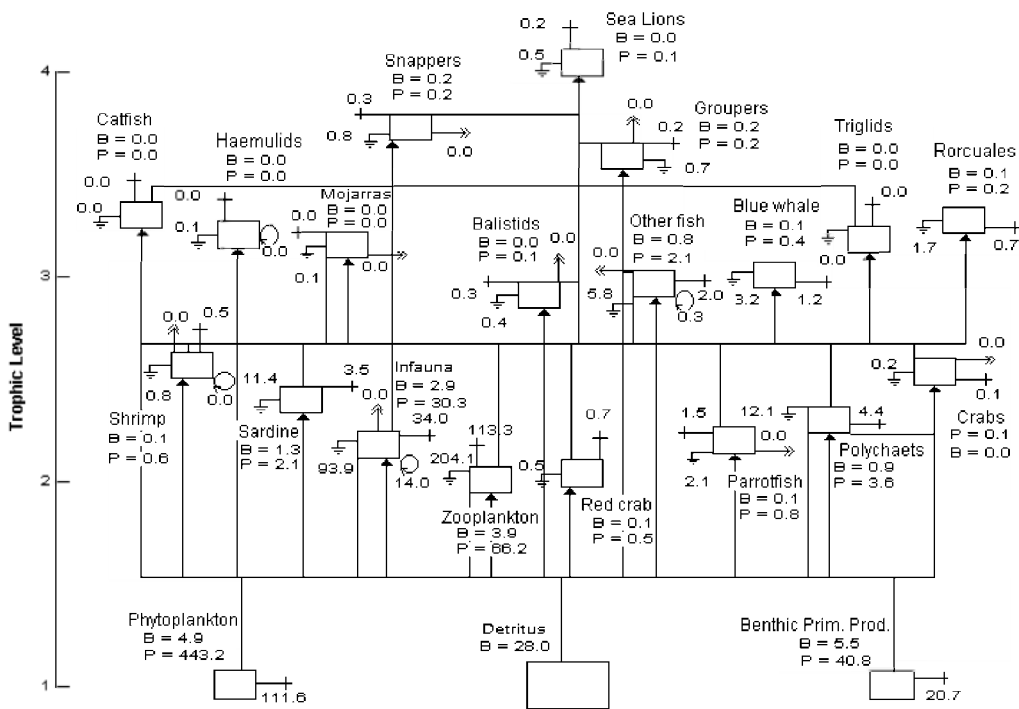 Trophic Level
4
3
2
1
Sea Lions
B = 0.0
P = 0.1
0.2
0.5
Snappers
B = 0.2
P = 0.2
0.3
0.8
0.0
Groupers
B = 0.2
P = 0.2
0.0
0.2
0.7
Catfish
B = 0.0
P = 0.0
0.0
0.0
Haemulids
B = 0.0
P = 0.0
0.0
0.1
0.0
Mojarras
B = 0.0
P = 0.0
0.0
0.1
0.0
Balistids
B = 0.0
P = 0.1
0.0
0.3
0.4
Other fish
B = 0.8
P = 2.1
0.0
5.8
2.0
0.3
Blue whale
B = 0.1
P = 0.4
3.2
1.2
Triglids
B = 0.0
P = 0.0
0.0
0.0
Rorcuales
B = 0.1
P = 0.2
1.7
0.7
0.0
0.5
0.8
0.0
Shrimp
B = 0.1
P = 0.6
11.4
3.5
Sardine
B = 1.3
P = 2.1
Infauna
B = 2.9
P = 30.3
0.0
34.0
93.9
14.0
113.3
204.1
Zooplankton
B = 3.9
P = 66.2
0.7
0.5
Red crab
B = 0.1
P = 0.5
1.5
0.0
2.1
Parrotfish
B = 0.1
P = 0.8
12.1
4.4
Polychaets
B = 0.9
P = 3.6
0.0
0.2
0.1
Crabs
P = 0.1
B = 0.0
Phytoplankton
B = 4.9
P = 443.2
111.6
Detritus
B = 28.0
Benthic Prim. Prod.
B = 5.5
P = 40.8
20.7